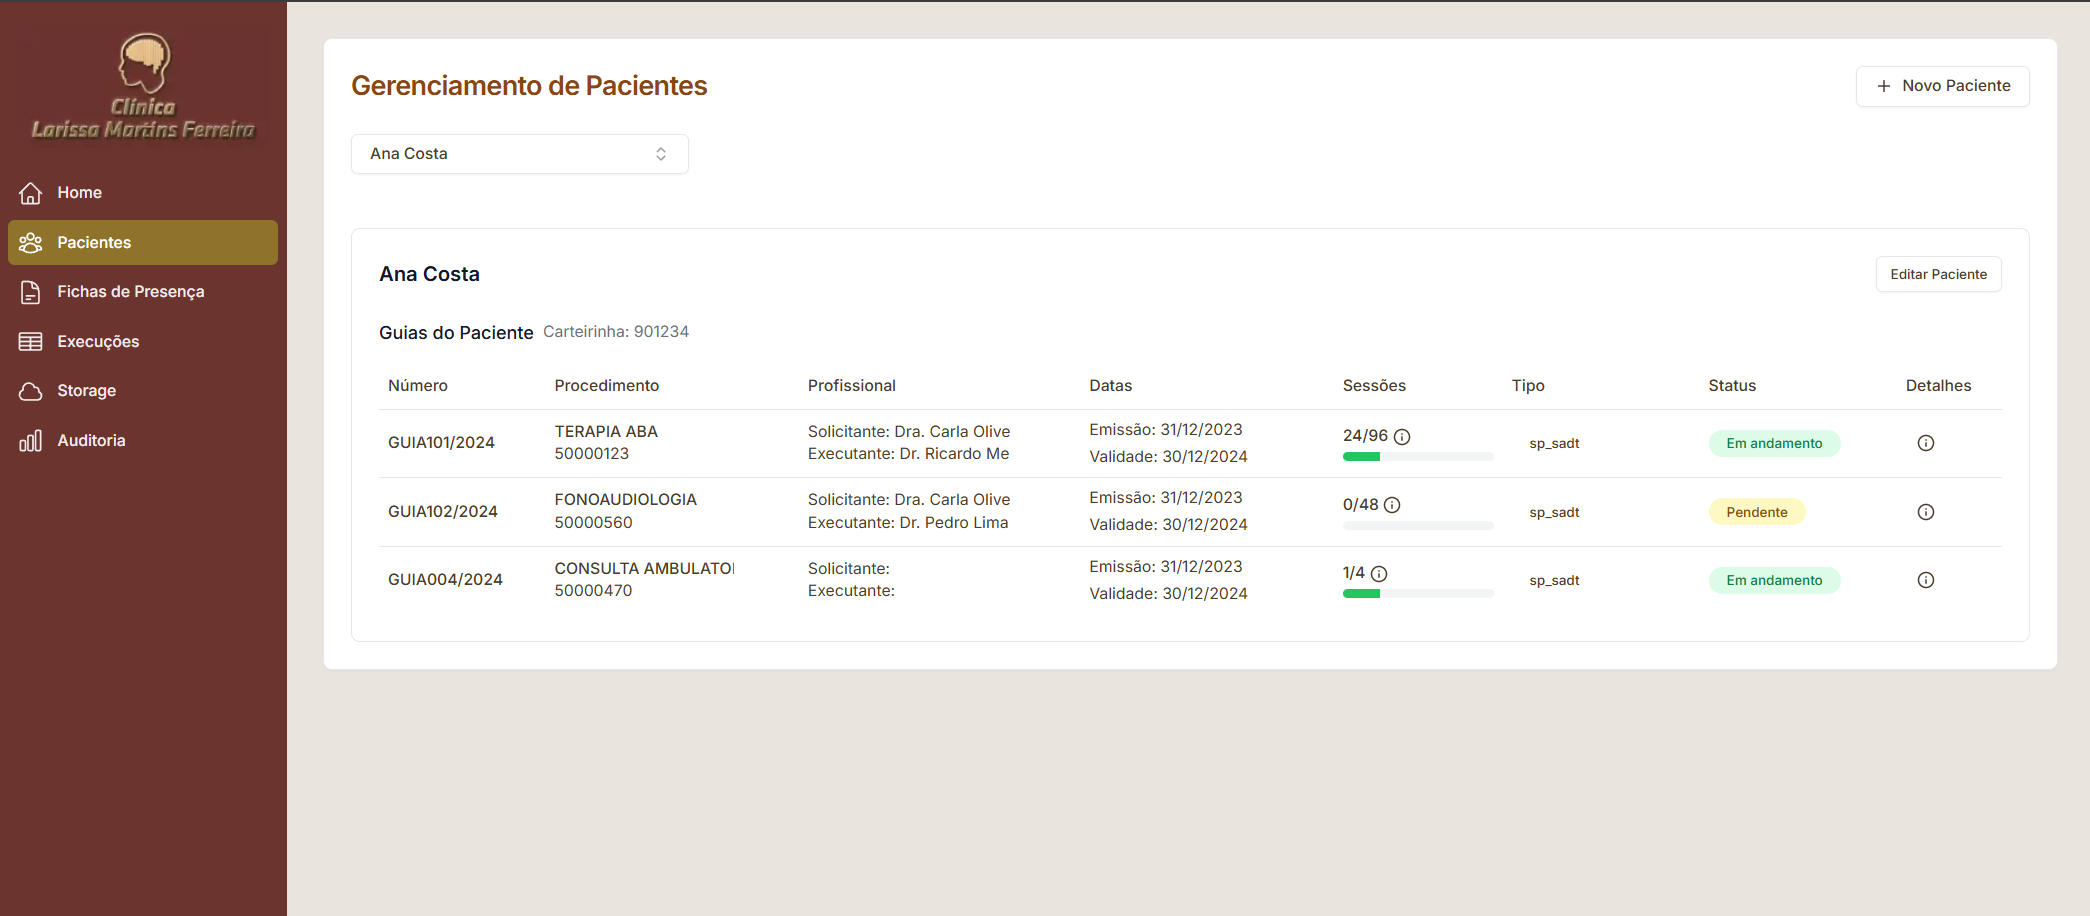 Clínica
Larissa Martins Ferreira
Home
Pacientes
Fichas de Presença
Execuções
Storage
Auditoria
Gerenciamento de Pacientes
Novo Paciente
Ana Costa
Ana Costa
Editar Paciente
Guias do Paciente Carteirinha: 901234
Número Procedimento Profissional Datas Sessões Tipo Status Detalhes
GUIA101/2024
TERAPIA ABA
50000123
Solicitante: Dra. Carla Olive
Executante: Dr. Ricardo Me
Emissão: 31/12/2023
Validade: 30/12/2024
24/96
sp_sadt
Em andamento
GUIA102/2024
FONOAUDIOLOGIA
50000560
Solicitante: Dra. Carla Olive
Executante: Dr. Pedro Lima
Emissão: 31/12/2023
Validade: 30/12/2024
0/48
sp_sadt
Pendente
GUIA004/2024
CONSULTA AMBULATO
50000470
Solicitante:
Executante:
Emissão: 31/12/2023
Validade: 30/12/2024
1/4
sp_sadt
Em andamento